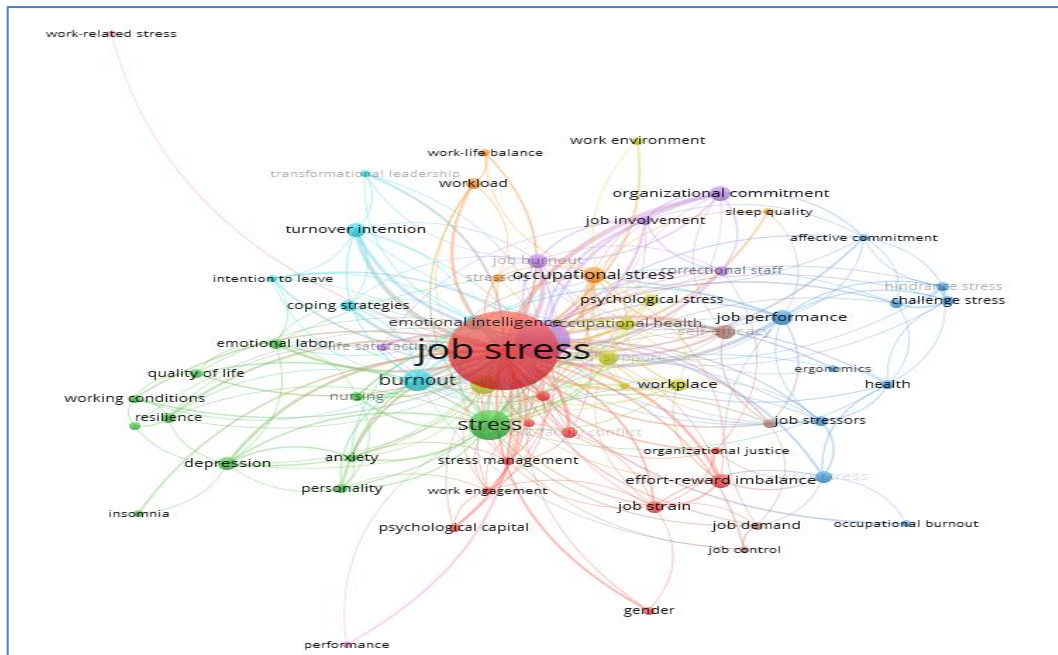 work-related stress
work environment
work-life balance
transformational leadership
workload
organizational commitment
sleep quality
job involvement
turnover intention
affective commitment
job burnout
correctional staff
occupational stress
intention to leave
hindrance stress
challenge stress
psychological stress
coping strategies
job performance
emotional intelligence
occupational health
self-efficacy
emotional labor
life satisfaction
job stress
support
ergonomics
quality of life
burnout
workplace
health
working conditions
nursing
resilience
stress
job stressors
conflict
organizational justice
depression
anxiety
stress management
effort-reward imbalance
personality
work engagement
job strain
insomnia
psychological capital
job demand
occupational burnout
job control
gender
performance